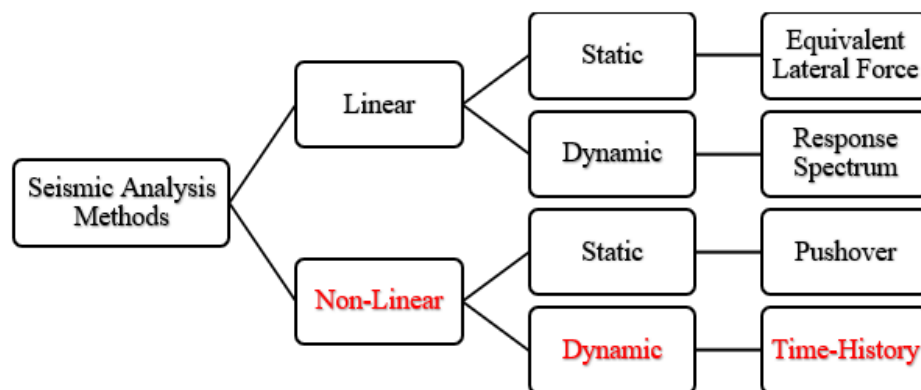 Seismic Analysis
Methods
Linear
Static
Equivalent
Lateral Force
Dynamic
Response
Spectrum
Non-Linear
Static
Pushover
Dynamic
Time-History